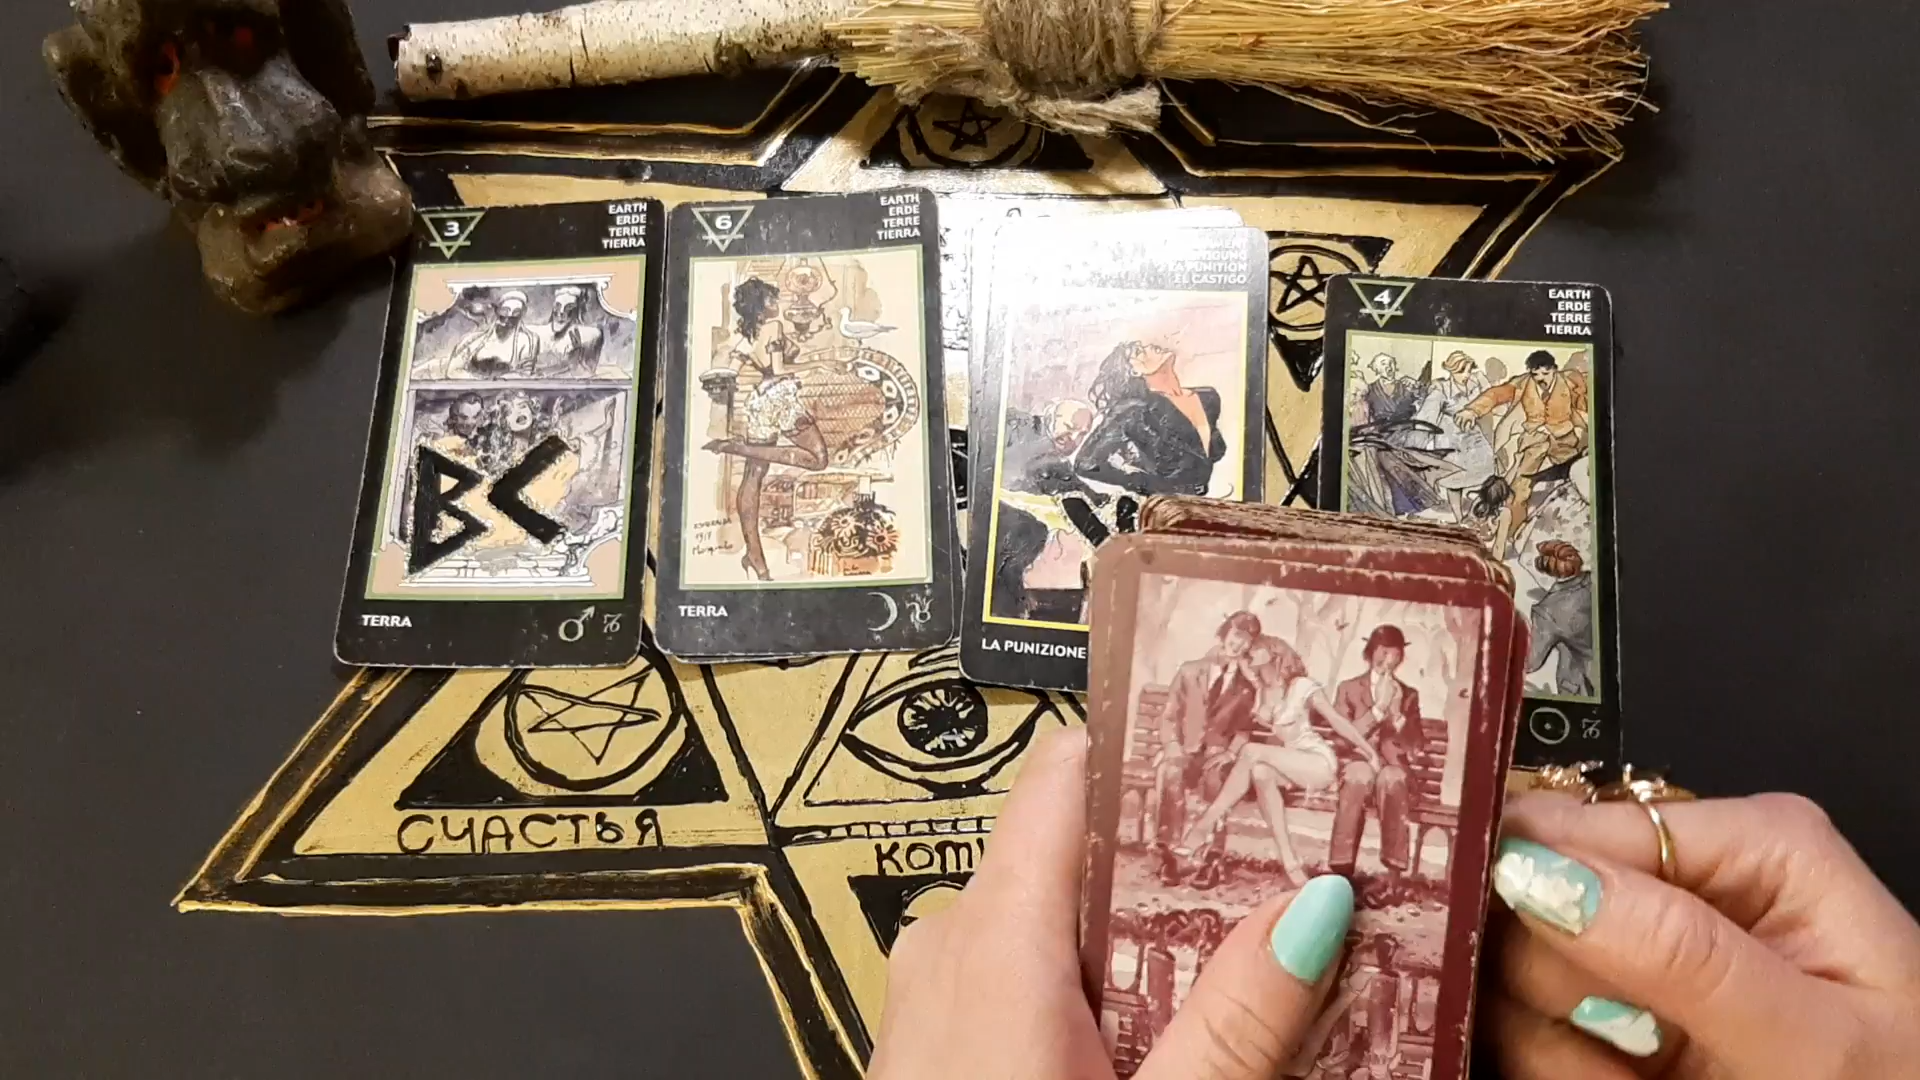 3
EARTH
ERDE
TERRE
TIERRA
TERRA
6
EARTH
ERDE
TERRE
TIERRA
TERRA
LA PUNITION
EL CASTIGO
LA PUNIZIONE
4
EARTH
ERDE
TERRE
TIERRA
СЧАСТЬЯ